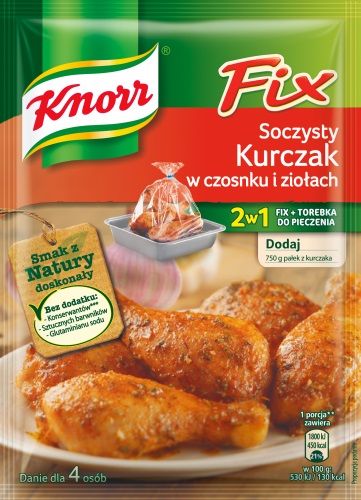 Knorr®
Fix
Soczysty
Kurczak
w czosnku i ziołach
2w1 FIX + TOREBKA
DO PIECZENIA
Dodaj
750 g pałek z kurczaka
Smak z
Natury
doskonały
Bez dodatku:
- Konserwantów***
- Sztucznych barwników
- Glutaminianu sodu
1 porcja**
zawiera
1800 kJ
450 kcal
21%
w 100 g:
530 kJ / 130 kcal
Danie dla 4 osób